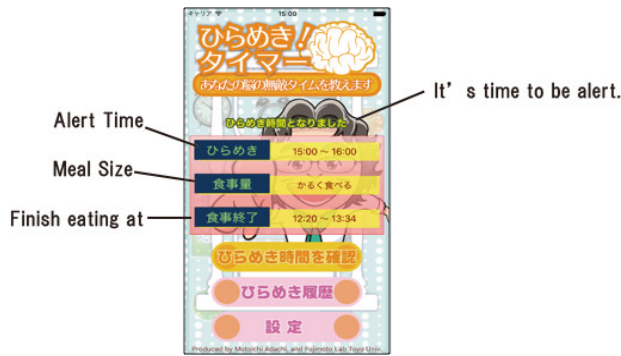 キャリア 15:00
ひらめき!
タイマー
あなたの脳の無敵タイムを教えます
It's time to be alert.
ひらめき時間となりました
Alert Time
ひらめき 15:00 ~ 16:00
Meal Size
食事量 かるく食べる
Finish eating at
食事終了 12:20 ~ 13:34
ひらめき時間を確認
ひらめき履歴
設 定
Produced by Motoichi Adachi, and Fujimoto Lab Toyo Univ.